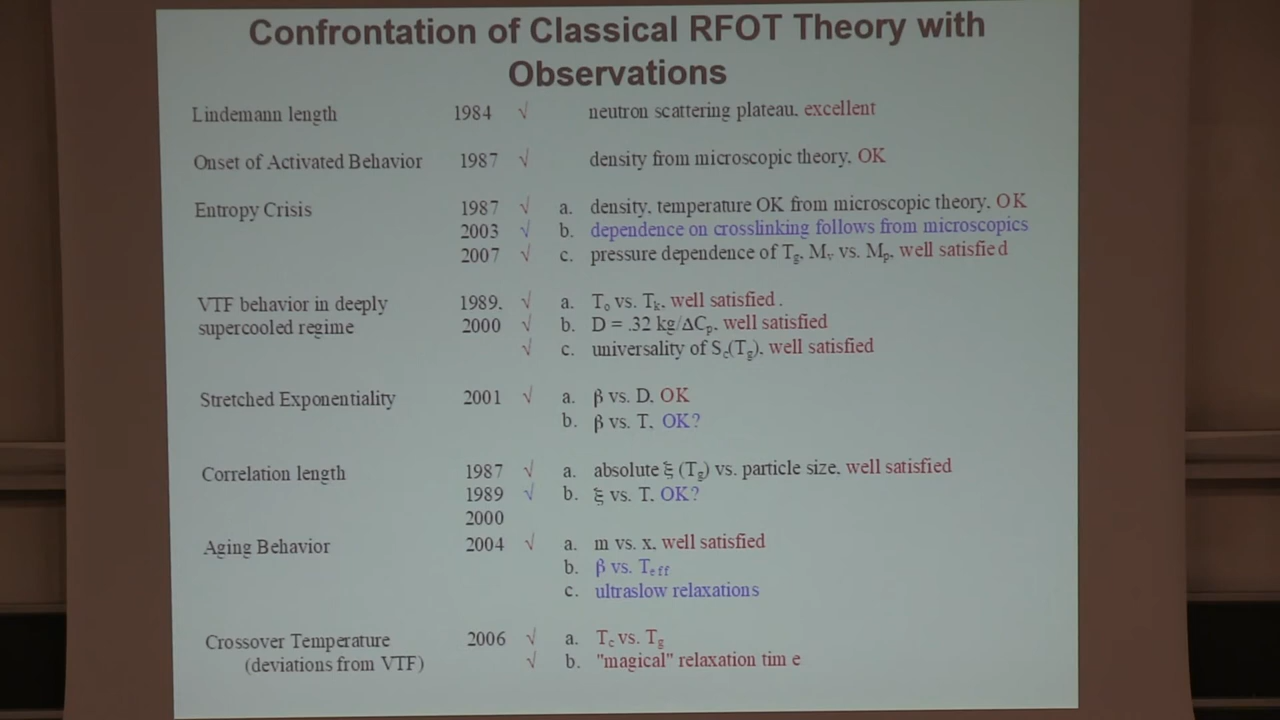 Confrontation of Classical RFOT Theory with
Observations
Lindemann length 1984 √ neutron scattering plateau. excellent
Onset of Activated Behavior 1987 √ density from microscopic theory. OK
Entropy Crisis 1987 √ a. density. temperature OK from microscopic theory. OK
2003 √ b. dependence on crosslinking follows from microscopics
2007 √ c. pressure dependence of Tg, Mv vs. Mp. well satisfied
VTF behavior in deeply 1989. √ a. To vs. Tk. well satisfied .
supercooled regime 2000 √ b. D = .32 kg/ΔCp. well satisfied
√ c. universality of Sc(Tg). well satisfied
Stretched Exponentiality 2001 √ a. β vs. D. OK
b. β vs. T. OK?
Correlation length 1987 √ a. absolute ξ (Tg) vs. particle size. well satisfied
1989 √ b. ξ vs. T. OK?
2000
Aging Behavior 2004 √ a. m vs. x. well satisfied
b. β vs. Teff
c. ultraslow relaxations
Crossover Temperature 2006 √ a. Tc vs. Tg
(deviations from VTF) √ b. "magical" relaxation tim e